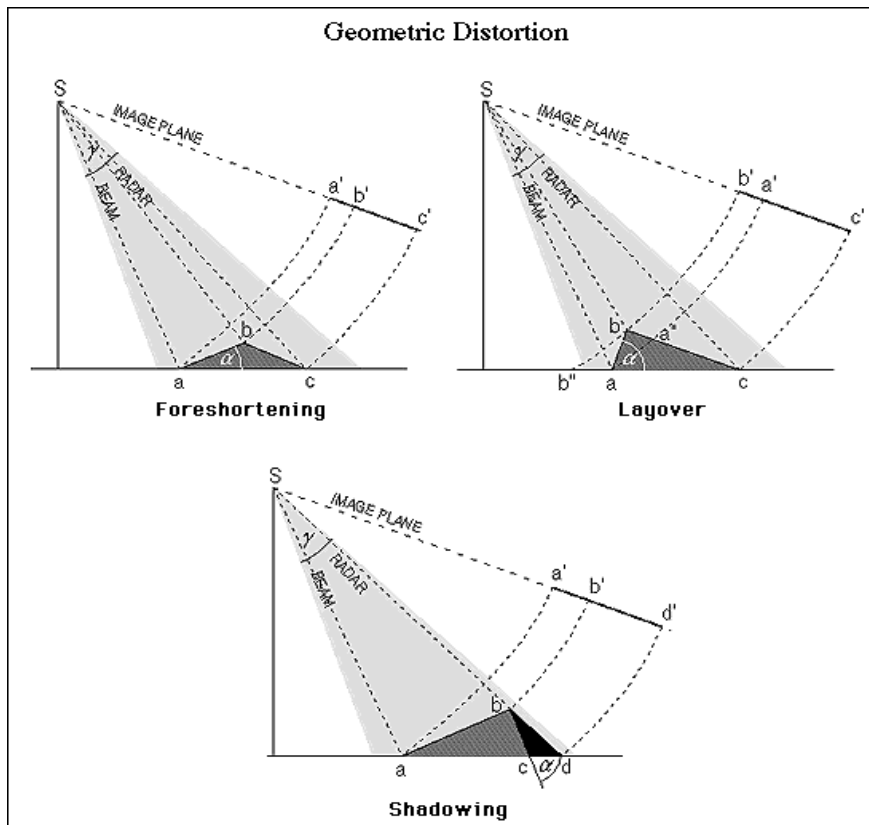 Geometric Distortion
S
IMAGE PLANE
γ
RADAR
BEAM
a' b' c'
b
α
a c
Foreshortening
S
IMAGE PLANE
γ
RADAR
BEAM
b' a' c'
b a"
α
b" a c
Layover
S
IMAGE PLANE
γ
RADAR
BEAM
a' b' d'
b
a c α d
Shadowing